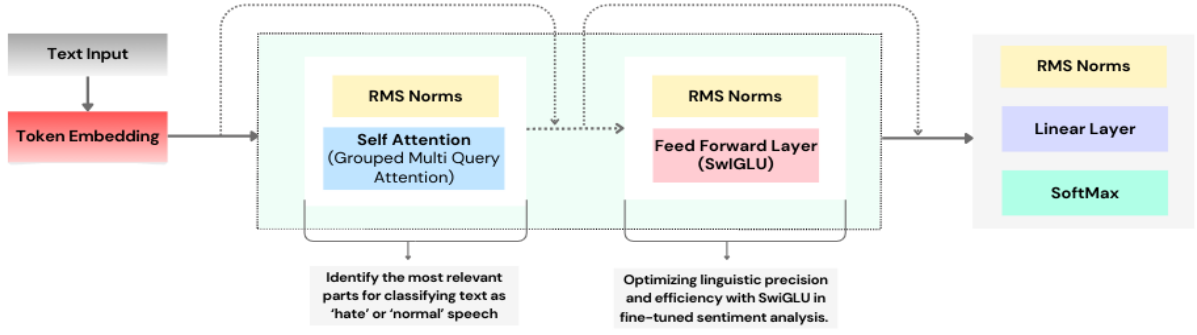 Text Input
Token Embedding
RMS Norms
Self Attention
(Grouped Multi Query
Attention)
RMS Norms
Feed Forward Layer
(SwIGLU)
RMS Norms
Linear Layer
SoftMax
Identify the most relevant
parts for classifying text as
‘hate’ or ‘normal’ speech
Optimizing linguistic precision
and efficiency with SwiGLU in
fine-tuned sentiment analysis.